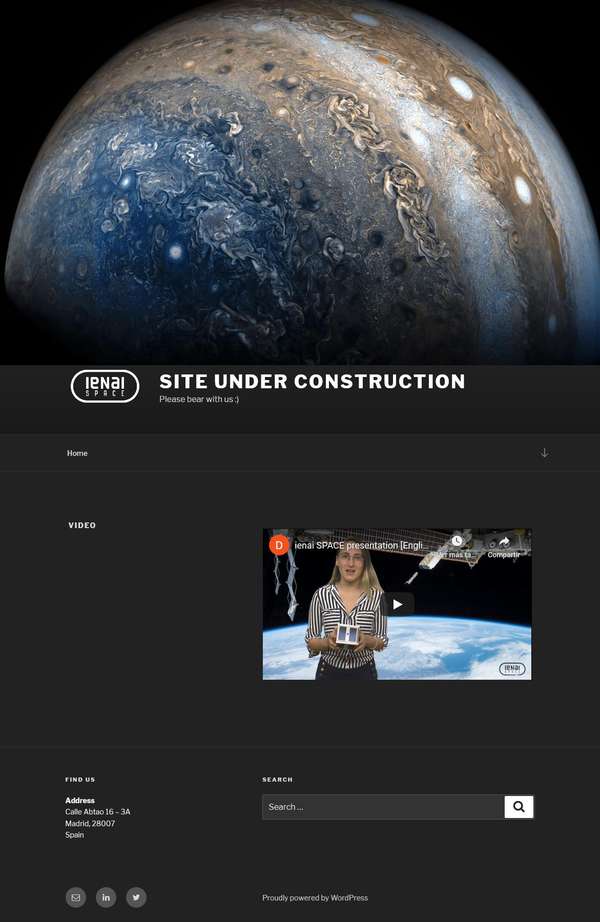 IENAI
SPACE
SITE UNDER CONSTRUCTION
Please bear with us :)
Home
VIDEO
D
ienai SPACE presentation [Engli...
más ta...
Compartir
IENAI
SPACE
FIND US
Address
Calle Abtao 16 – 3A
Madrid, 28007
Spain
SEARCH
Search …
Proudly powered by WordPress